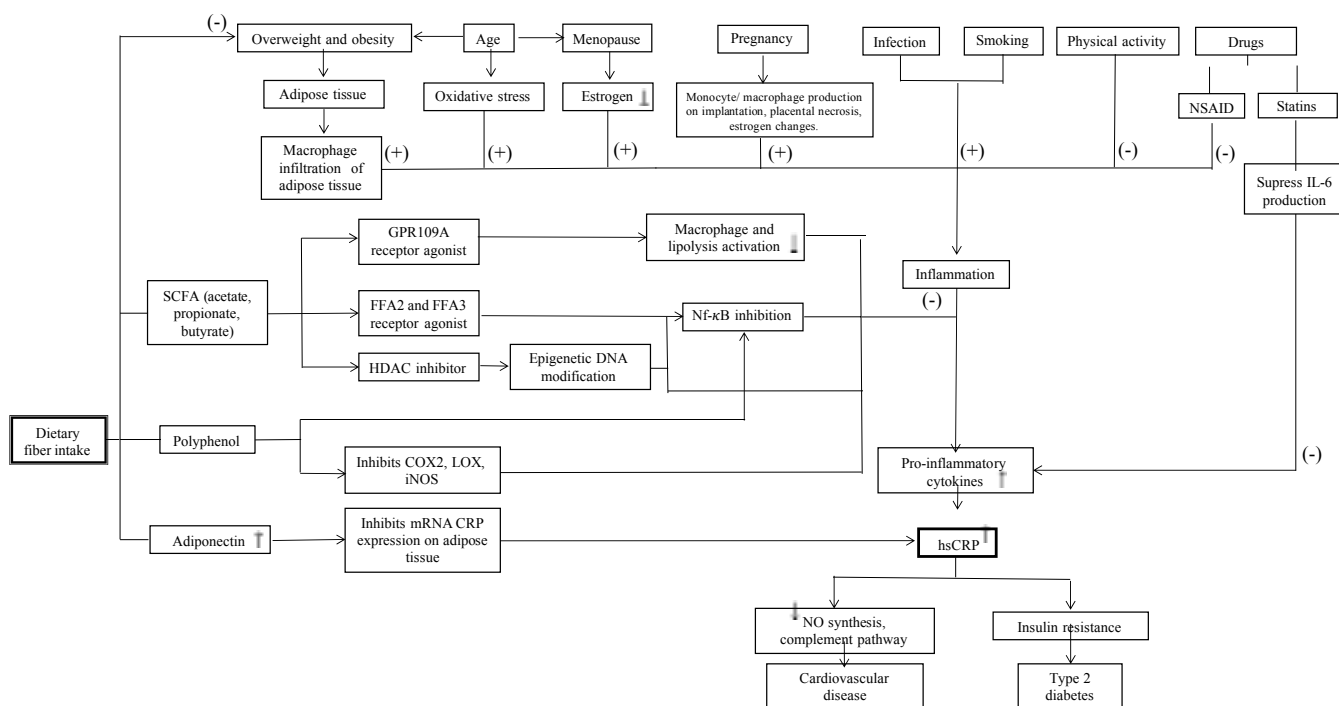 (-)
Overweight and obesity
Age
Menopause
Pregnancy
Infection
Smoking
Physical activity
Drugs
Adipose tissue
Oxidative stress
Estrogen
Monocyte/ macrophage production
on implantation, placental necrosis,
estrogen changes.
NSAID
Statins
Macrophage
infiltration of
adipose tissue
(+)
(+)
(+)
(+)
(+)
(-)
(-)
Supress IL-6
production
GPR109A
receptor agonist
Macrophage and
lipolysis activation
Inflammation
SCFA (acetate,
propionate,
butyrate)
FFA2 and FFA3
receptor agonist
Nf-κB inhibition
(-)
HDAC inhibitor
Epigenetic DNA
modification
Dietary
fiber intake
Polyphenol
Inhibits COX2, LOX,
iNOS
Pro-inflammatory
cytokines
(-)
Adiponectin
Inhibits mRNA CRP
expression on adipose
tissue
hsCRP
NO synthesis,
complement pathway
Insulin resistance
Cardiovascular
disease
Type 2
diabetes